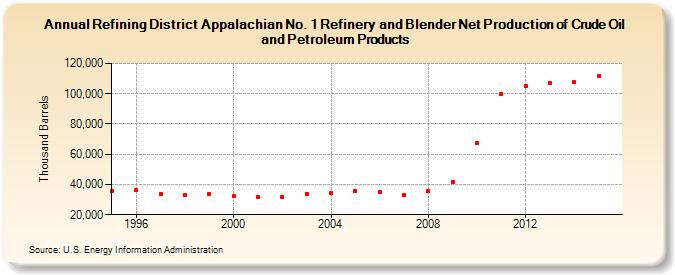 Annual Refining District Appalachian No. 1 Refinery and Blender Net Production of Crude Oil
and Petroleum Products
Thousand Barrels
120,000
100,000
80,000
60,000
40,000
20,000
1996
2000
2004
2008
2012
Source: U.S. Energy Information Administration